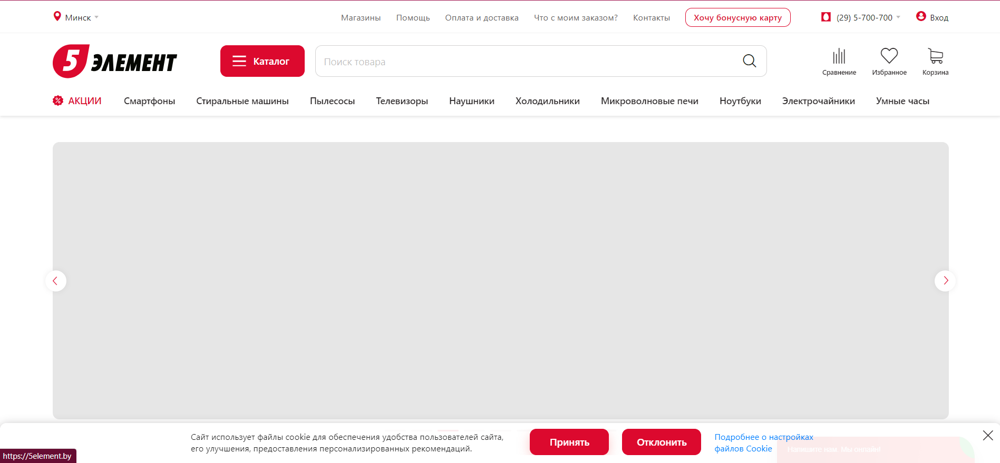 Минск
Магазины
Помощь
Оплата и доставка
Что с моим заказом?
Контакты
Хочу бонусную карту
(29) 5-700-700
Вход
5 ЭЛЕМЕНТ
Каталог
Поиск товара
Сравнение
Избранное
Корзина
АКЦИИ
Смартфоны
Стиральные машины
Пылесосы
Телевизоры
Наушники
Холодильники
Микроволновые печи
Ноутбуки
Электрочайники
Умные часы
Сайт использует файлы cookie для обеспечения удобства пользователей сайта,
его улучшения, предоставления персонализированных рекомендаций.
Принять
Отклонить
Подробнее о настройках
файлов Cookie
Напишите нам. Мы онлайн!
https://5element.by